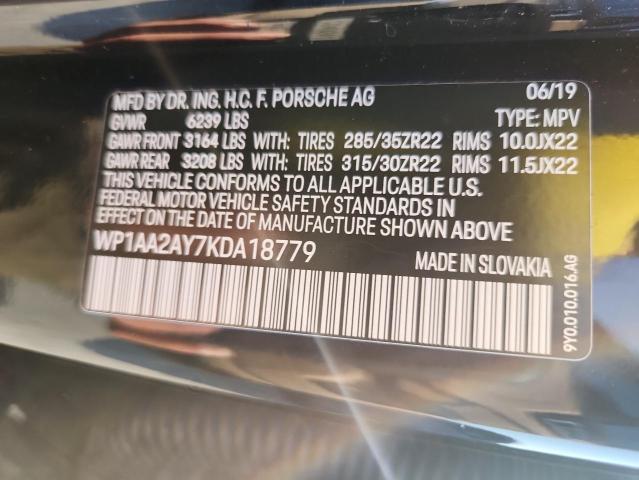 MFD BY DR. ING. H.C. F. PORSCHE AG 06/19
GVWR 6239 LBS TYPE: MPV
GAWR FRONT 3164 LBS WITH: TIRES 285/35ZR22 RIMS 10.0JX22
GAWR REAR 3208 LBS WITH: TIRES 315/30ZR22 RIMS 11.5JX22
THIS VEHICLE CONFORMS TO ALL APPLICABLE U.S.
FEDERAL MOTOR VEHICLE SAFETY STANDARDS IN
EFFECT ON THE DATE OF MANUFACTURE SHOWN ABOVE
WP1AA2AY7KDA18779 MADE IN SLOVAKIA
9Y0.010.016.AG